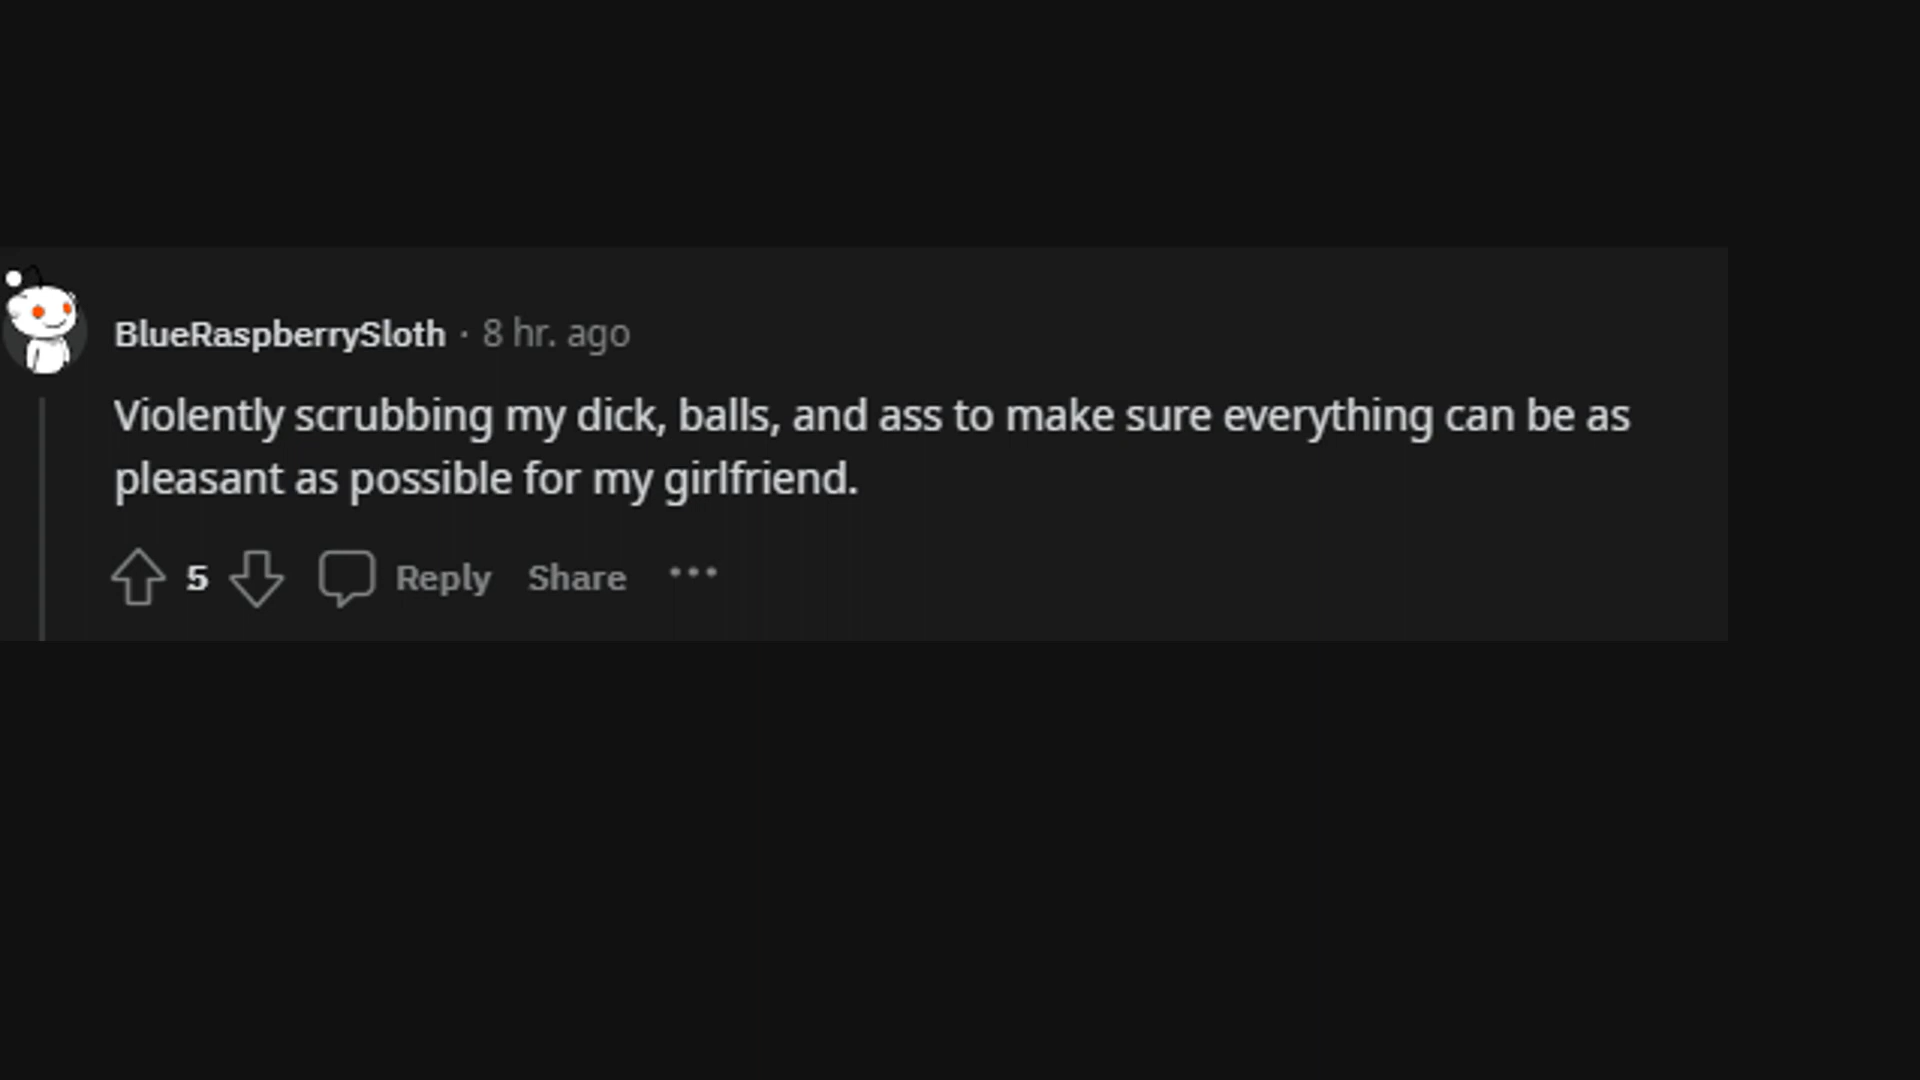 BlueRaspberrySloth · 8 hr. ago
Violently scrubbing my dick, balls, and ass to make sure everything can be as
pleasant as possible for my girlfriend.
5 Reply Share ...